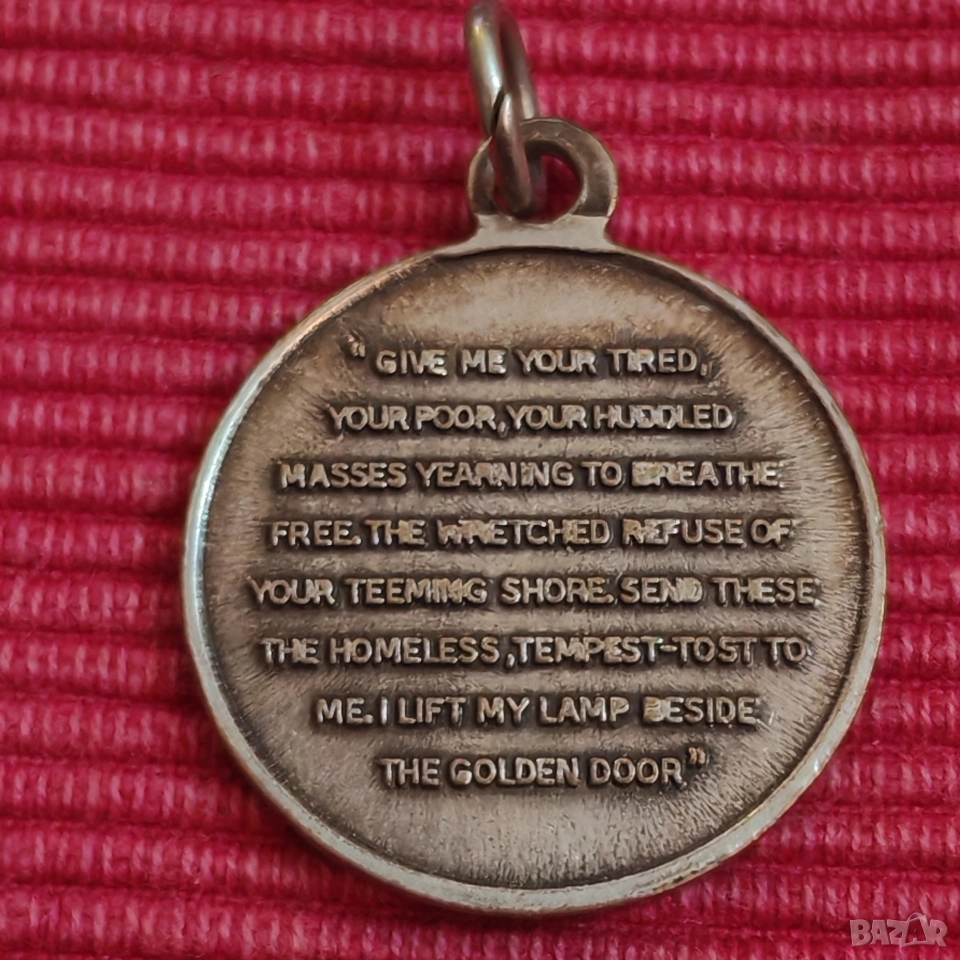 "GIVE ME YOUR TIRED,
YOUR POOR, YOUR HUDDLED
MASSES YEARNING TO BREATHE
FREE. THE WRETCHED REFUSE OF
YOUR TEEMING SHORE. SEND THESE
THE HOMELESS, TEMPEST-TOST TO
ME. I LIFT MY LAMP BESIDE
THE GOLDEN DOOR"
BAZAR